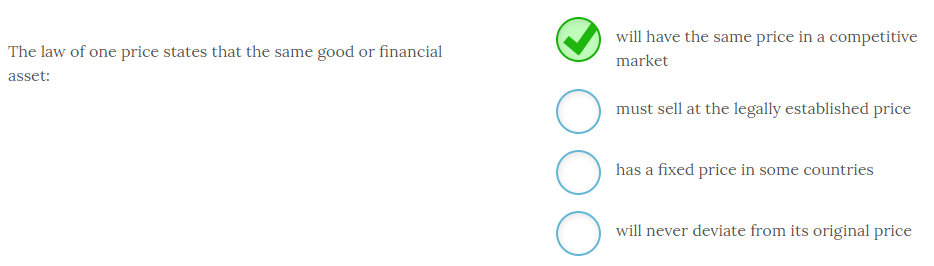 The law of one price states that the same good or financial
asset:
will have the same price in a competitive
market
must sell at the legally established price
has a fixed price in some countries
will never deviate from its original price